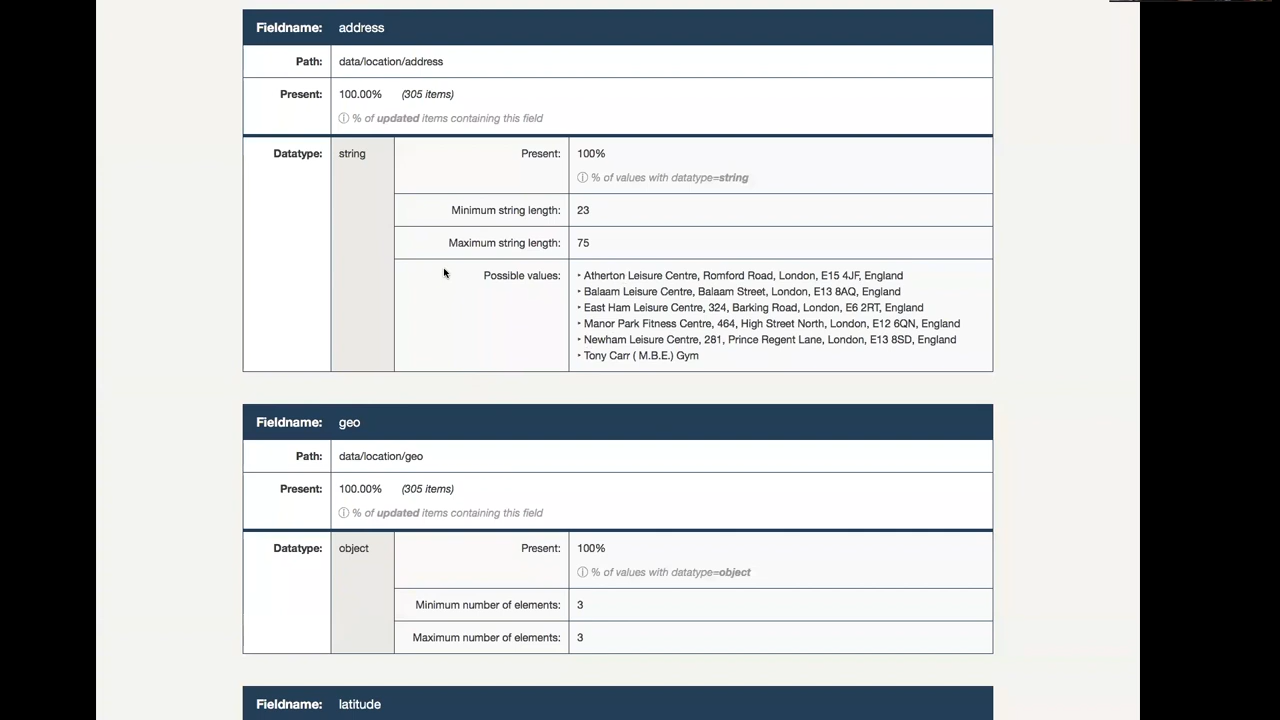 Fieldname: address
Path: data/location/address
Present: 100.00% (305 items)
ⓘ % of updated items containing this field
Datatype: string Present: 100%
ⓘ % of values with datatype=string
Minimum string length: 23
Maximum string length: 75
Possible values: ‣ Atherton Leisure Centre, Romford Road, London, E15 4JF, England
‣ Balaam Leisure Centre, Balaam Street, London, E13 8AQ, England
‣ East Ham Leisure Centre, 324, Barking Road, London, E6 2RT, England
‣ Manor Park Fitness Centre, 464, High Street North, London, E12 6QN, England
‣ Newham Leisure Centre, 281, Prince Regent Lane, London, E13 8SD, England
‣ Tony Carr ( M.B.E.) Gym
Fieldname: geo
Path: data/location/geo
Present: 100.00% (305 items)
ⓘ % of updated items containing this field
Datatype: object Present: 100%
ⓘ % of values with datatype=object
Minimum number of elements: 3
Maximum number of elements: 3
Fieldname: latitude